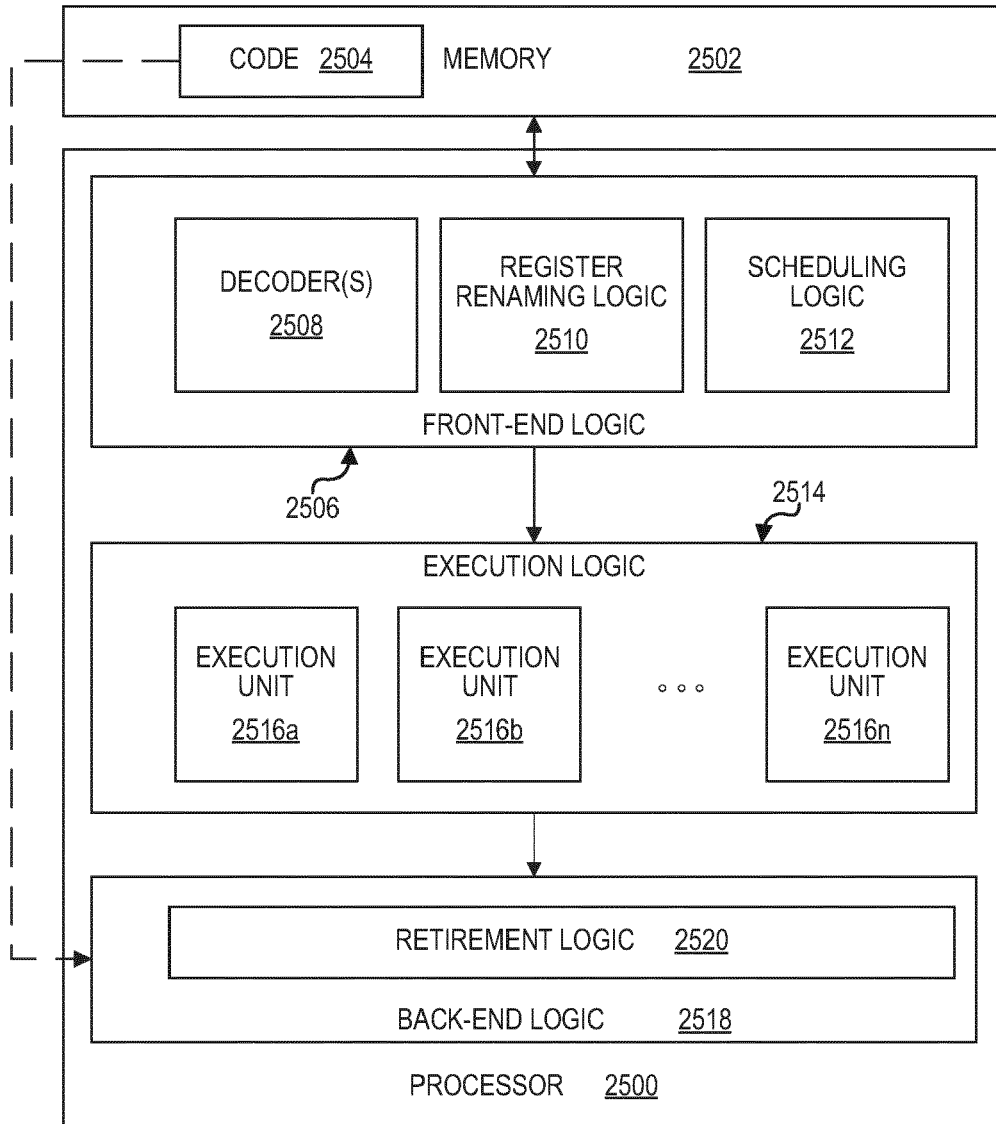 CODE 2504 MEMORY 2502
DECODER(S)
2508
REGISTER
RENAMING LOGIC
2510
SCHEDULING
LOGIC
2512
FRONT-END LOGIC
2506
2514
EXECUTION LOGIC
EXECUTION
UNIT
2516a
EXECUTION
UNIT
2516b
EXECUTION
UNIT
2516n
RETIREMENT LOGIC 2520
BACK-END LOGIC 2518
PROCESSOR 2500